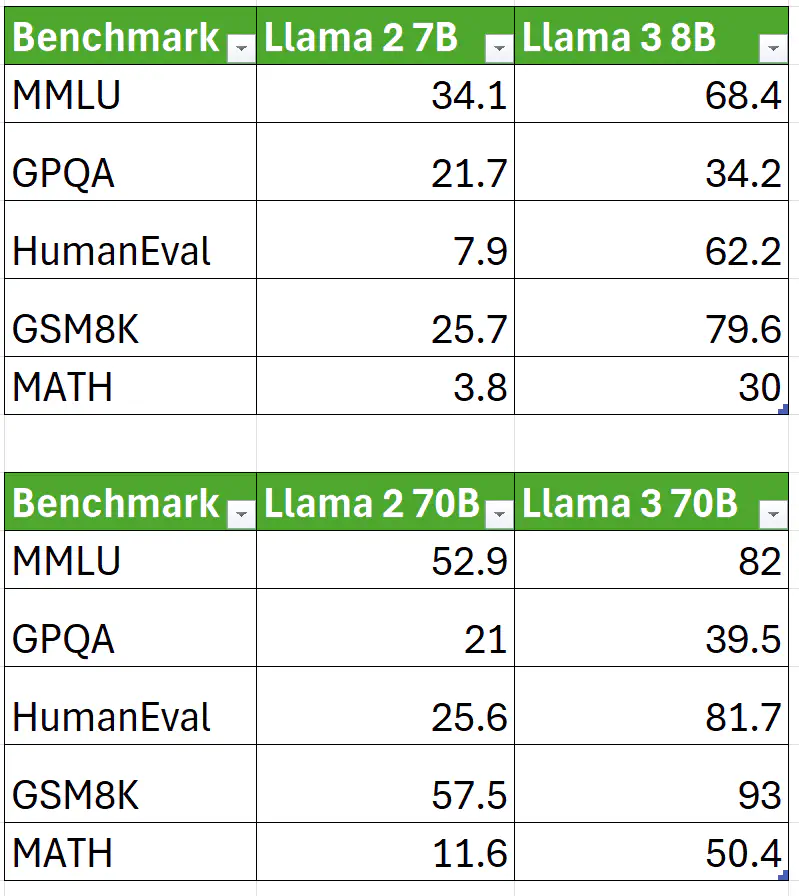 Benchmark Llama 2 7B Llama 3 8B
MMLU 34.1 68.4
GPQA 21.7 34.2
HumanEval 7.9 62.2
GSM8K 25.7 79.6
MATH 3.8 30
Benchmark Llama 2 70B Llama 3 70B
MMLU 52.9 82
GPQA 21 39.5
HumanEval 25.6 81.7
GSM8K 57.5 93
MATH 11.6 50.4